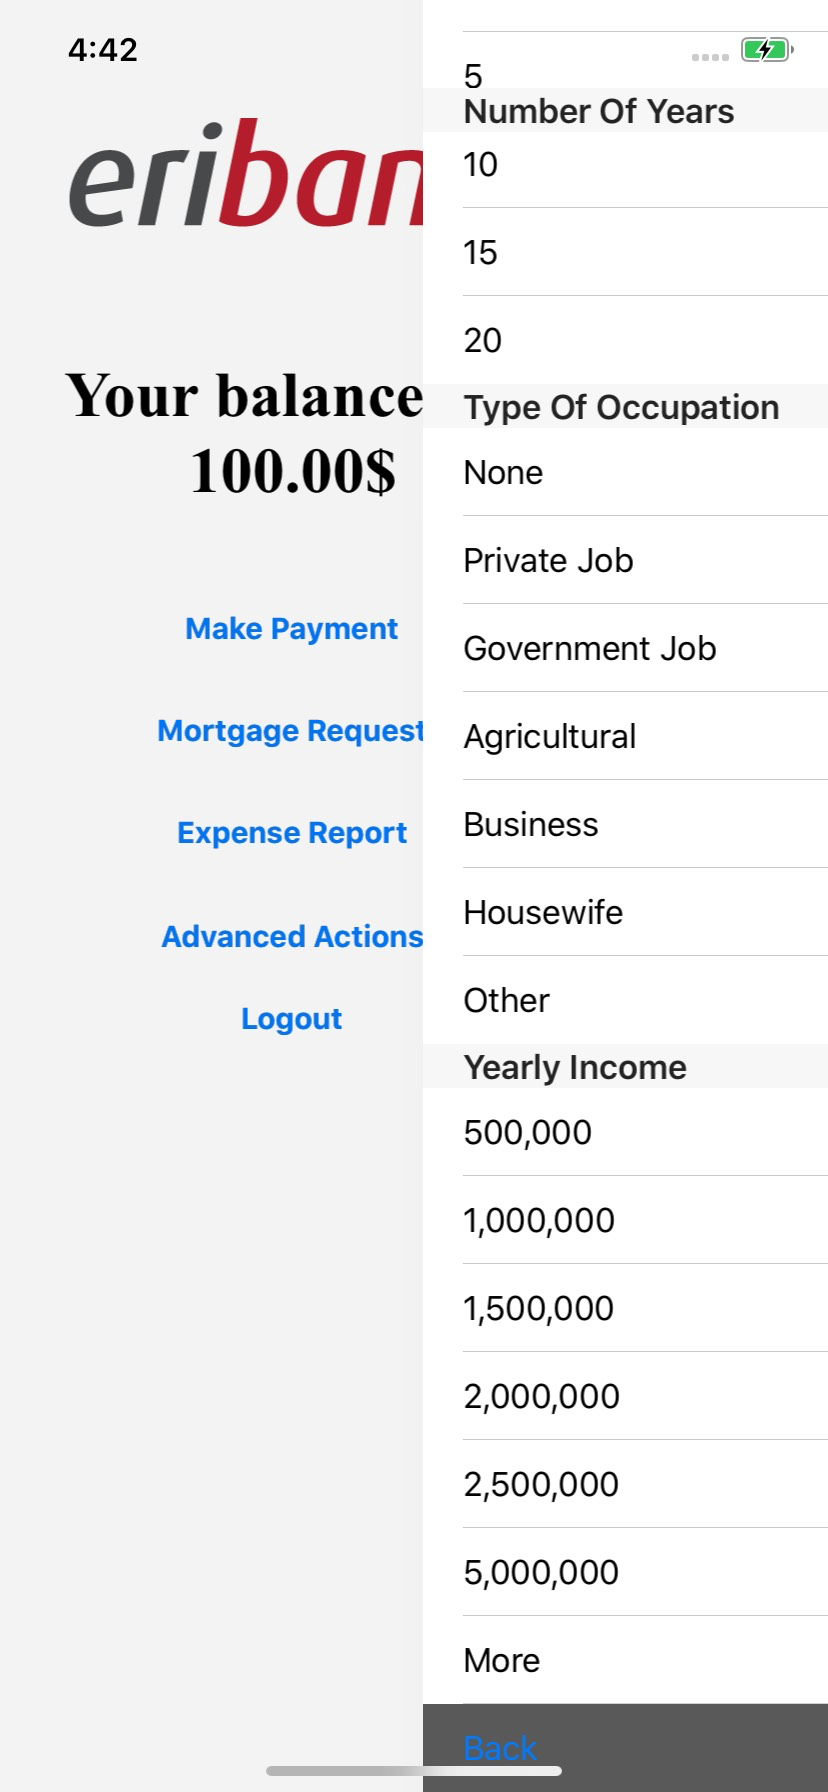 4:42
eriban
Your balance
100.00$
Make Payment
Mortgage Request
Expense Report
Advanced Actions
Logout
5
Number Of Years
10
15
20
Type Of Occupation
None
Private Job
Government Job
Agricultural
Business
Housewife
Other
Yearly Income
500,000
1,000,000
1,500,000
2,000,000
2,500,000
5,000,000
More
Back